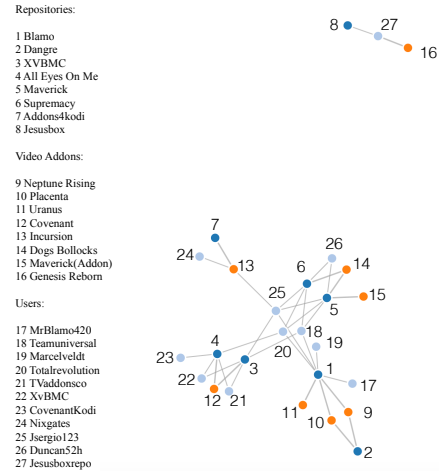 Repositories:
1 Blamo
2 Dangre
3 XVBMC
4 All Eyes On Me
5 Maverick
6 Supremacy
7 Addons4kodi
8 Jesusbox
Video Addons:
9 Neptune Rising
10 Placenta
11 Uranus
12 Covenant
13 Incursion
14 Dogs Bollocks
15 Maverick(Addon)
16 Genesis Reborn
Users:
17 MrBlamo420
18 Teamuniversal
19 Marcelveldt
20 Totalrevolution
21 TVaddonsco
22 XvBMC
23 CovenantKodi
24 Nixgates
25 Jsergio123
26 Duncan52h
27 Jesusboxrepo
8
27
16
7
24
13
26
6
14
25
15
5
18
20
19
4
23
3
22
12
21
1
17
11
10
9
2